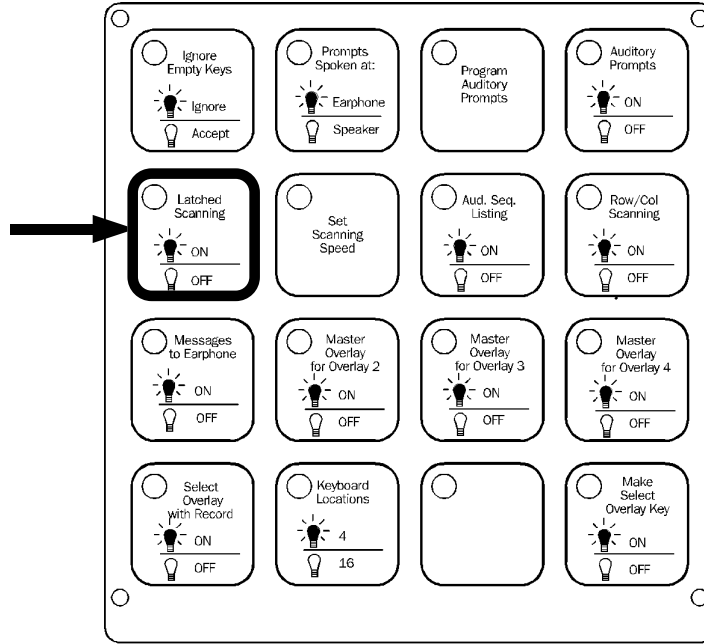 Ignore
Empty Keys
Ignore
Accept
Prompts
Spoken at:
Earphone
Speaker
Program
Auditory
Prompts
Auditory
Prompts
ON
OFF
Latched
Scanning
ON
OFF
Set
Scanning
Speed
Aud. Seq.
Listing
ON
OFF
Row/Col
Scanning
ON
OFF
Messages
to Earphone
ON
OFF
Master
Overlay
for Overlay 2
ON
OFF
Master
Overlay
for Overlay 3
ON
OFF
Master
Overlay
for Overlay 4
ON
OFF
Select
Overlay
with Record
ON
OFF
Keyboard
Locations
4
16
Make
Select
Overlay Key
ON
OFF